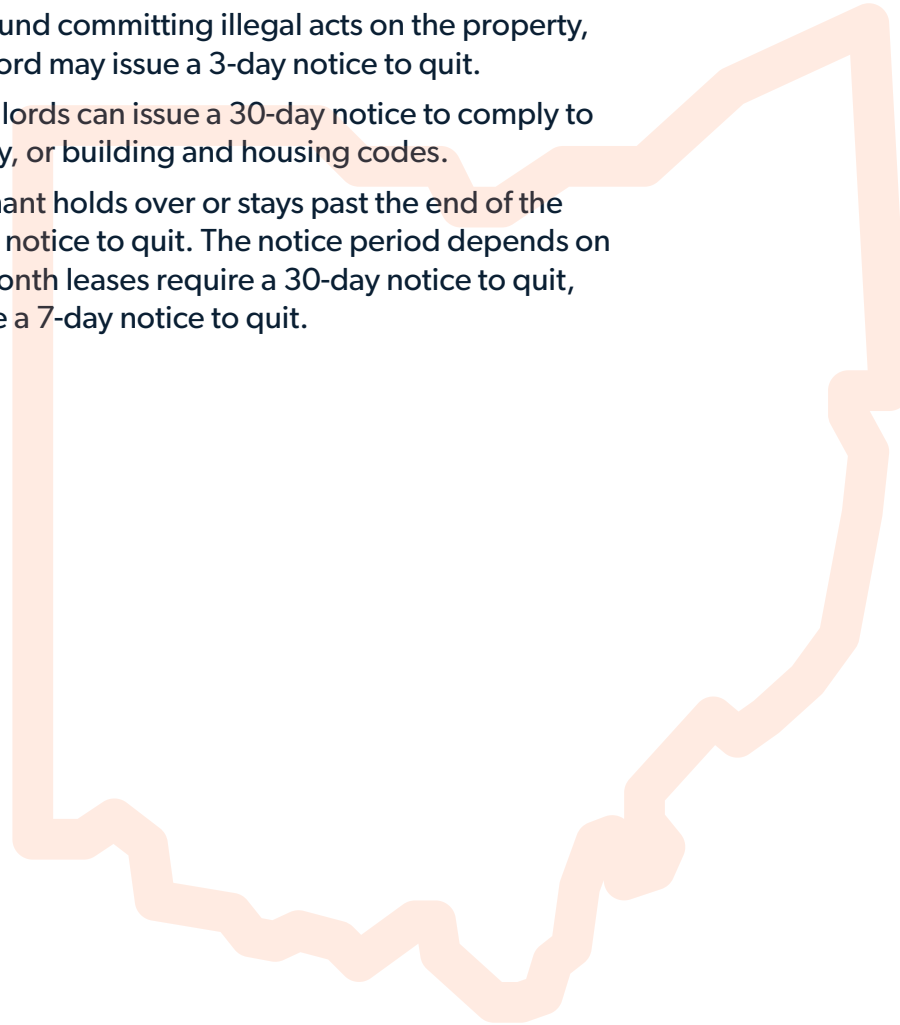 und committing illegal acts on the property,
ord may issue a 3-day notice to quit.
lords can issue a 30-day notice to comply to
y, or building and housing codes.
ant holds over or stays past the end of the
notice to quit. The notice period depends on
onth leases require a 30-day notice to quit,
e a 7-day notice to quit.